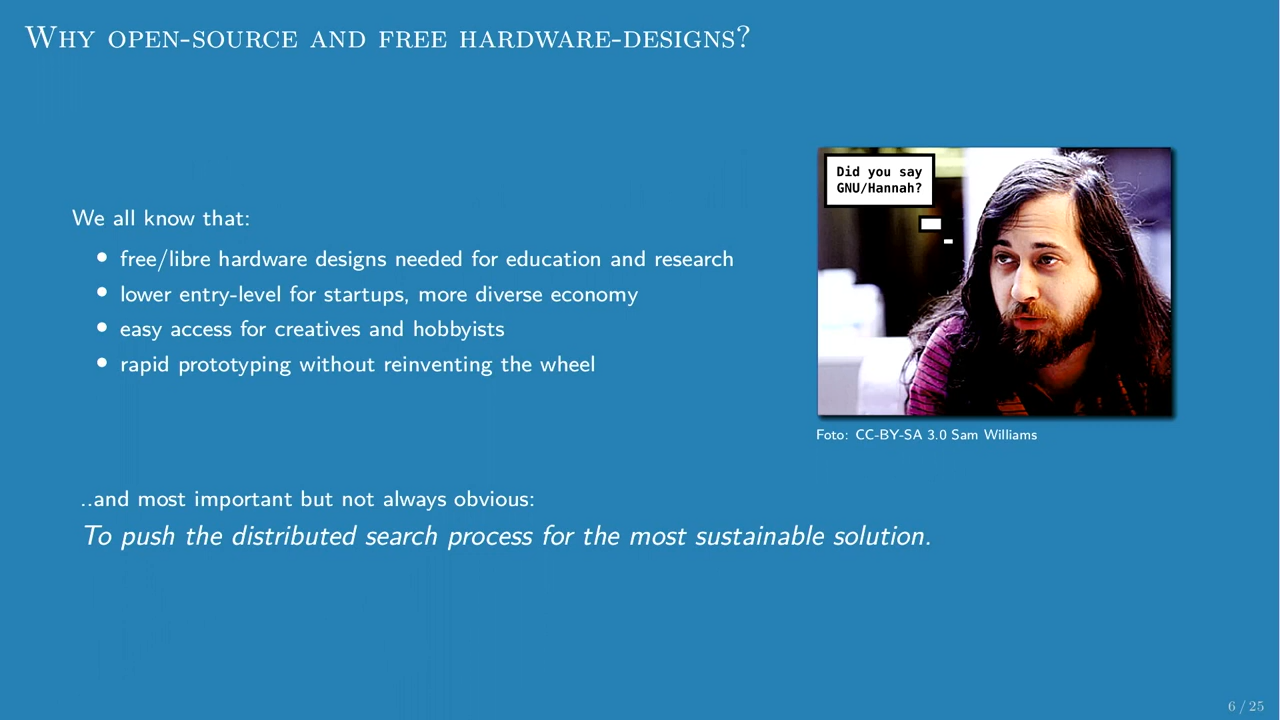 Why open-source and free hardware-designs?
Did you say
GNU/Hannah?
We all know that:
• free/libre hardware designs needed for education and research
• lower entry-level for startups, more diverse economy
• easy access for creatives and hobbyists
• rapid prototyping without reinventing the wheel
Foto: CC-BY-SA 3.0 Sam Williams
..and most important but not always obvious:
To push the distributed search process for the most sustainable solution.
6 / 25